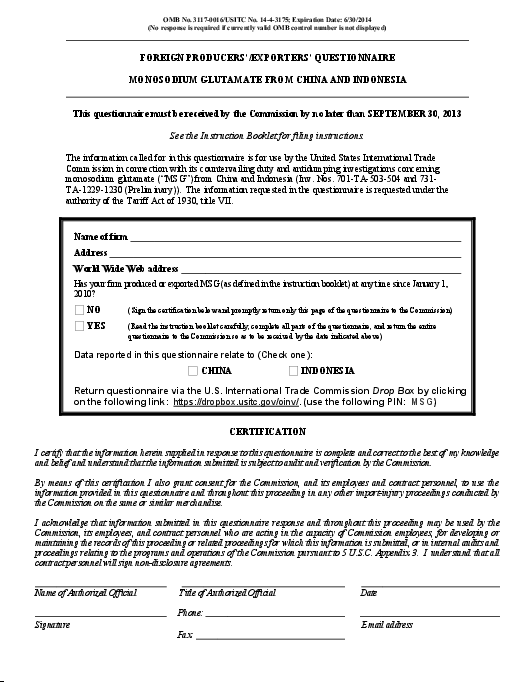 OMB No. 3117-0016/USITC No. 14-4-3175; Expiration Date: 6/30/2014
(No response is required if currently valid OMB control number is not displayed)
FOREIGN PRODUCERS'/EXPORTERS' QUESTIONNAIRE
MONOSODIUM GLUTAMATE FROM CHINA AND INDONESIA
This questionnaire must be received by the Commission by no later than SEPTEMBER 30, 2013
See the Instruction Booklet for filing instructions.
The information called for in this questionnaire is for use by the United States International Trade
Commission in connection with its countervailing duty and antidumping investigations concerning
monosodium glutamate ("MSG") from China and Indonesia (Inv. Nos. 701-TA-503-504 and 731-
TA-1229-1230 (Preliminary)). The information requested in the questionnaire is requested under the
authority of the Tariff Act of 1930, title VII.
Name of firm
Address
World Wide Web address
Has your firm produced or exported MSG (as defined in the instruction booklet) at any time since January 1,
2010?
NO (Sign the certification below and promptly return only this page of the questionnaire to the Commission)
YES (Read the instruction booklet carefully, complete all parts of the questionnaire, and return the entire
questionnaire to the Commission so as to be received by the date indicated above)
Data reported in this questionnaire relate to (Check one):
CHINA INDONESIA
Return questionnaire via the U.S. International Trade Commission Drop Box by clicking
on the following link: https://dropbox.usitc.gov/oinv/. (use the following PIN: MSG)
CERTIFICATION
I certify that the information herein supplied in response to this questionnaire is complete and correct to the best of my knowledge
and belief and understand that the information submitted is subject to audit and verification by the Commission.
By means of this certification I also grant consent for the Commission, and its employees and contract personnel, to use the
information provided in this questionnaire and throughout this proceeding in any other import-injury proceedings conducted by
the Commission on the same or similar merchandise.
I acknowledge that information submitted in this questionnaire response and throughout this proceeding may be used by the
Commission, its employees, and contract personnel who are acting in the capacity of Commission employees, for developing or
maintaining the records of this proceeding or related proceedings for which this information is submitted, or in internal audits and
proceedings relating to the programs and operations of the Commission pursuant to 5 U.S.C. Appendix 3. I understand that all
contract personnel will sign non-disclosure agreements.
Name of Authorized Official Title of Authorized Official Date
Phone:
Signature Email address
Fax: